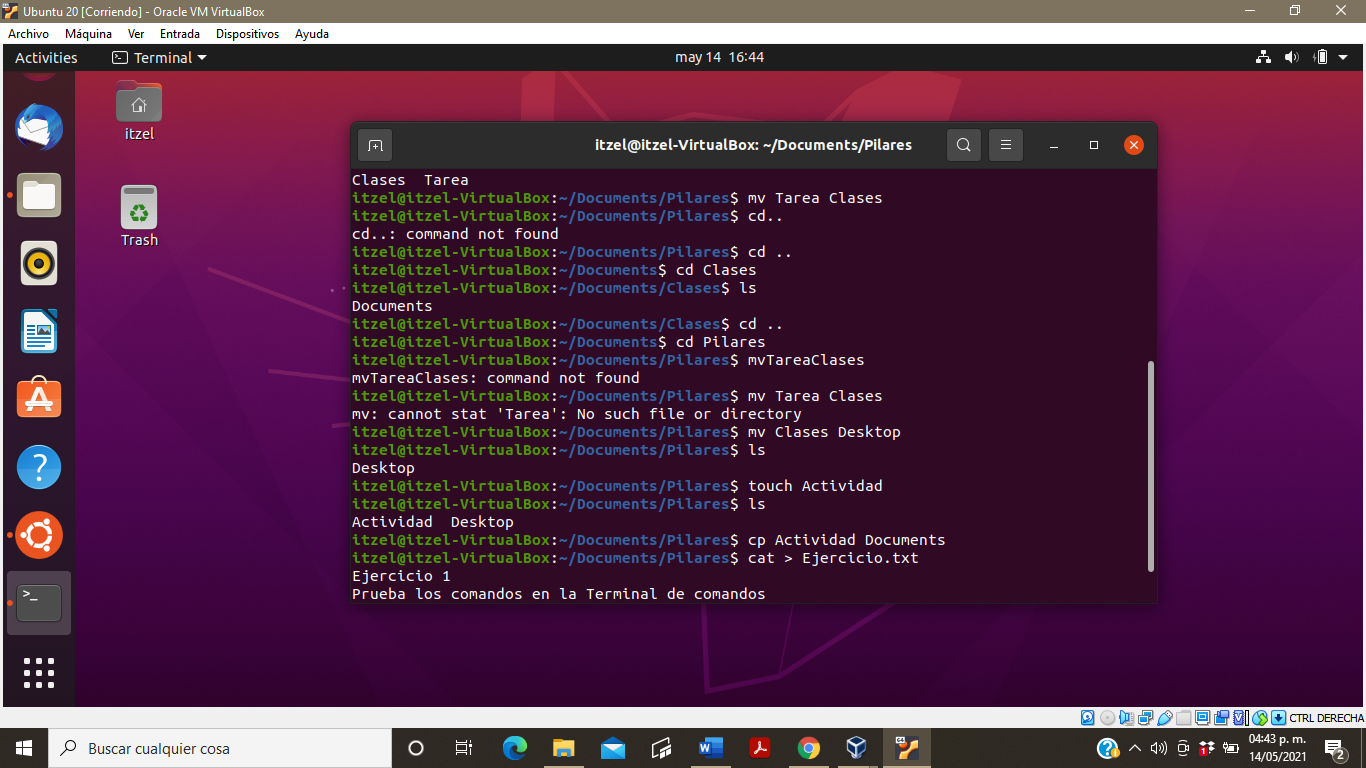 Ubuntu 20 [Corriendo] - Oracle VM VirtualBox
Archivo Máquina Ver Entrada Dispositivos Ayuda
Activities Terminal may 14 16:44
itzel
Trash
itzel@itzel-VirtualBox: ~/Documents/Pilares
Clases  Tarea
itzel@itzel-VirtualBox:~/Documents/Pilares$ mv Tarea Clases
itzel@itzel-VirtualBox:~/Documents/Pilares$ cd..
cd..: command not found
itzel@itzel-VirtualBox:~/Documents/Pilares$ cd ..
itzel@itzel-VirtualBox:~/Documents$ cd Clases
itzel@itzel-VirtualBox:~/Documents/Clases$ ls
Documents
itzel@itzel-VirtualBox:~/Documents/Clases$ cd ..
itzel@itzel-VirtualBox:~/Documents$ cd Pilares
itzel@itzel-VirtualBox:~/Documents/Pilares$ mvTareaClases
mvTareaClases: command not found
itzel@itzel-VirtualBox:~/Documents/Pilares$ mv Tarea Clases
mv: cannot stat 'Tarea': No such file or directory
itzel@itzel-VirtualBox:~/Documents/Pilares$ mv Clases Desktop
itzel@itzel-VirtualBox:~/Documents/Pilares$ ls
Desktop
itzel@itzel-VirtualBox:~/Documents/Pilares$ touch Actividad
itzel@itzel-VirtualBox:~/Documents/Pilares$ ls
Actividad  Desktop
itzel@itzel-VirtualBox:~/Documents/Pilares$ cp Actividad Documents
itzel@itzel-VirtualBox:~/Documents/Pilares$ cat > Ejercicio.txt
Ejercicio 1
Prueba los comandos en la Terminal de comandos
CTRL DERECHA
Buscar cualquier cosa
04:43 p. m.
14/05/2021
2